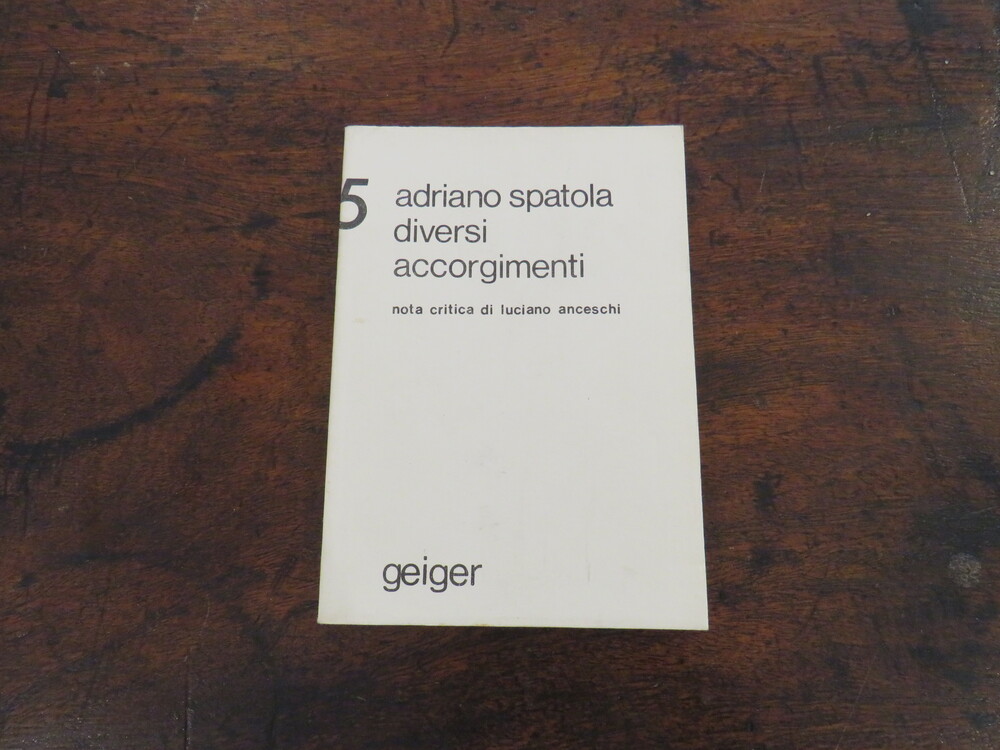 5
adriano spatola
diversi
accorgimenti
nota critica di luciano anceschi
geiger